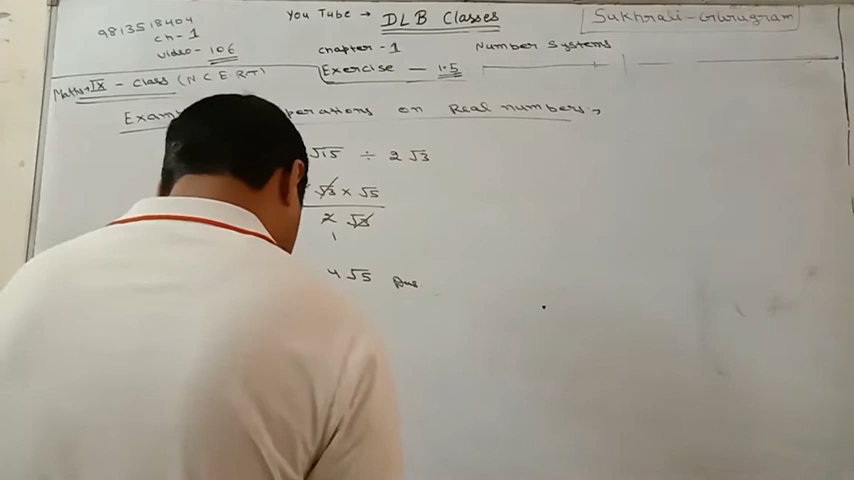 9813518404
ch-1
video- 106
You Tube → DLB Classes
Sukhrali-Gurugram
chapter-1 Number Systems
Maths→IX-class (N C E R T)
Exercise - 1.5
Exam perations on Real numbers→
√15 ÷ 2√3
√3 × √5
2 √3
1
4√5 Ans